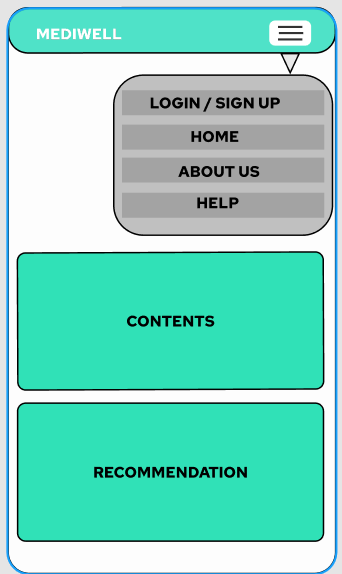 MEDIWELL
LOGIN / SIGN UP
HOME
ABOUT US
HELP
CONTENTS
RECOMMENDATION